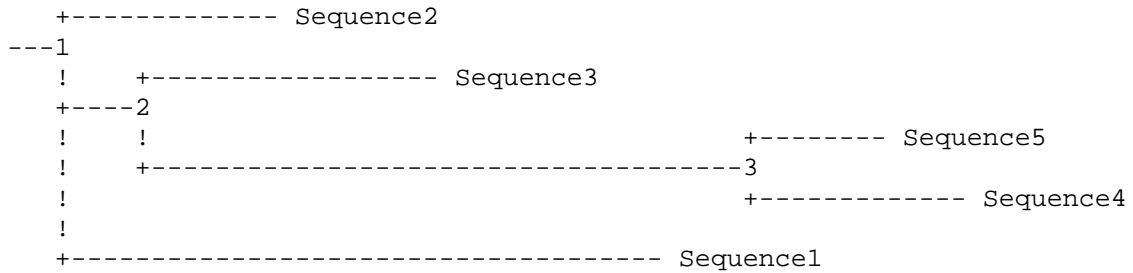 +------------- Sequence2
---1
! +------------------ Sequence3
+----2
! ! +-------- Sequence5
! +-------------------------------------3
! +------------- Sequence4
!
+------------------------------------- Sequence1